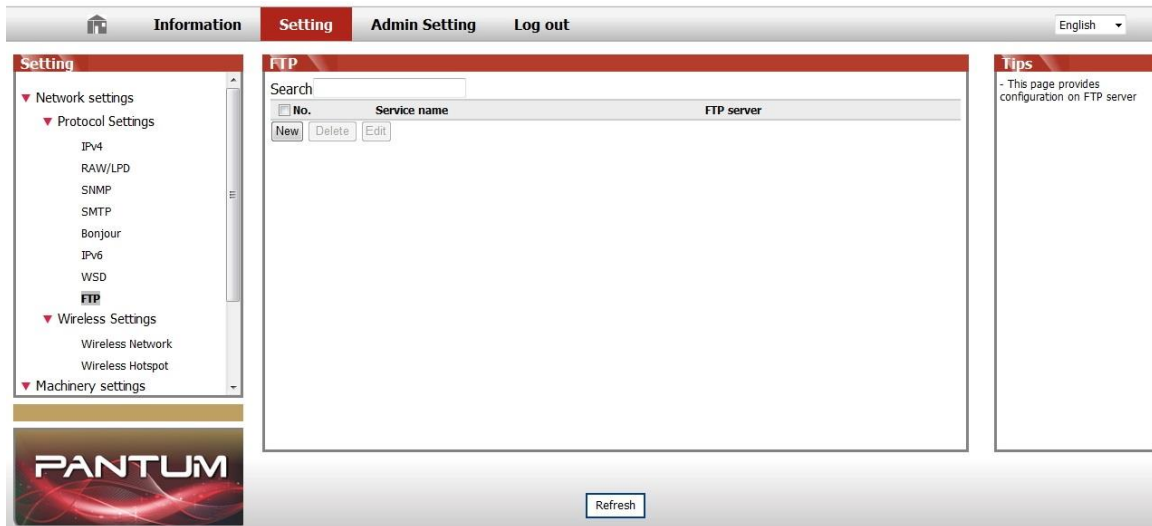 Information Setting Admin Setting Log out English
Setting
Network settings
Protocol Settings
IPv4
RAW/LPD
SNMP
SMTP
Bonjour
IPv6
WSD
FTP
Wireless Settings
Wireless Network
Wireless Hotspot
Machinery settings
PANTUM
FTP
Search
No. Service name FTP server
New Delete Edit
Refresh
Tips
- This page provides
configuration on FTP server